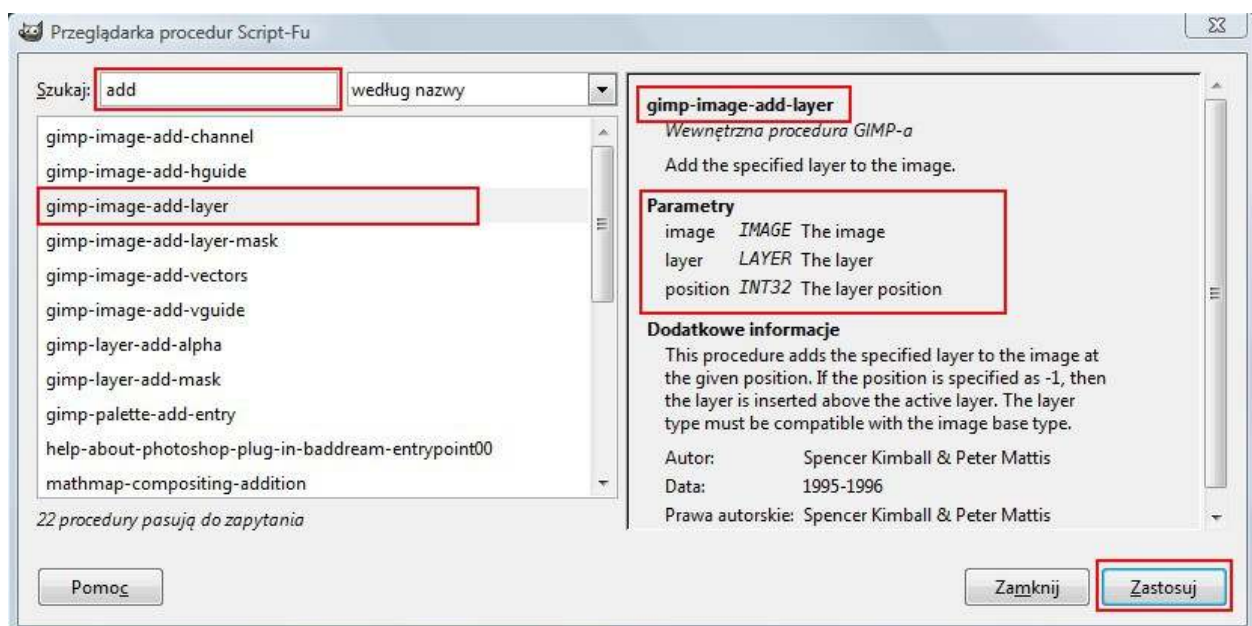 Przeglądarka procedur Script-Fu
Szukaj: add według nazwy
gimp-image-add-channel
gimp-image-add-hguide
gimp-image-add-layer
gimp-image-add-layer-mask
gimp-image-add-vectors
gimp-image-add-vguide
gimp-layer-add-alpha
gimp-layer-add-mask
gimp-palette-add-entry
help-about-photoshop-plug-in-baddream-entrypoint00
mathmap-compositing-addition
22 procedury pasują do zapytania
gimp-image-add-layer
Wewnętrzna procedura GIMP-a
Add the specified layer to the image.
Parametry
image IMAGE The image
layer LAYER The layer
position INT32 The layer position
Dodatkowe informacje
This procedure adds the specified layer to the image at
the given position. If the position is specified as -1, then
the layer is inserted above the active layer. The layer
type must be compatible with the image base type.
Autor: Spencer Kimball & Peter Mattis
Data: 1995-1996
Prawa autorskie: Spencer Kimball & Peter Mattis
Pomoc
Zamknij
Zastosuj